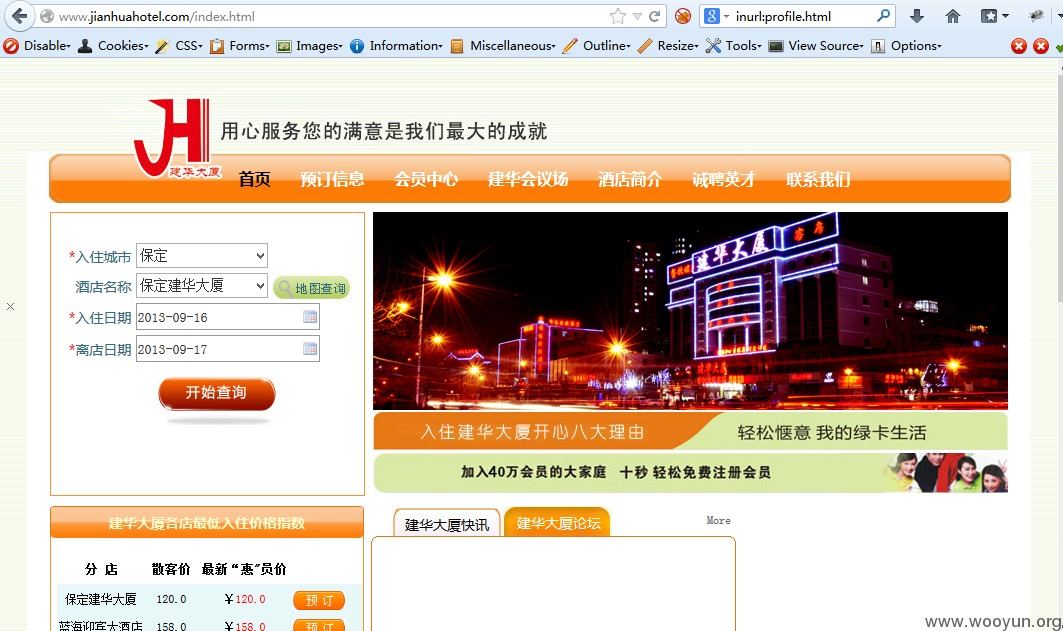 www.jianhuahotel.com/index.html
inurl:profile.html
Disable Cookies CSS Forms Images Information Miscellaneous Outline Resize Tools View Source Options
JH
建华大厦
用心服务您的满意是我们最大的成就
首页 预订信息 会员中心 建华会议场 酒店简介 诚聘英才 联系我们
*入住城市 保定
酒店名称 保定建华大厦 地图查询
*入住日期 2013-09-16
*离店日期 2013-09-17
开始查询
建华大厦 客房
建华大厦
入住建华大厦开心八大理由 轻松惬意 我的绿卡生活
加入40万会员的大家庭 十秒 轻松免费注册会员
建华大厦各店最低入住价格指数
建华大厦快讯 建华大厦论坛 More
分 店 散客价 最新“惠"员价
保定建华大厦 120.0 ￥120.0 预 订
蓝海迎宾大酒店 158.0 ￥158.0 预 订
www.wooyun.org